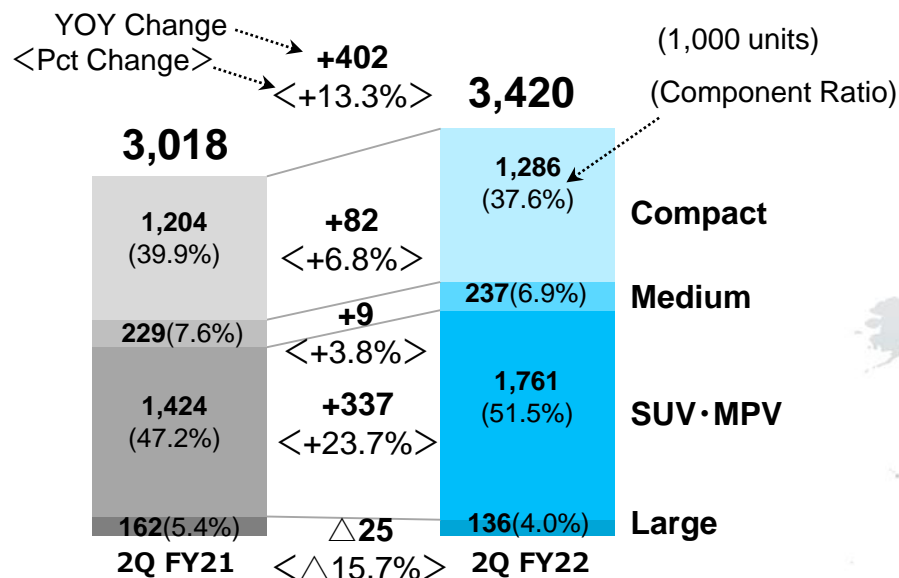 YOY Change
<Pct Change>
+402
<+13.3%>
(1,000 units)
(Component Ratio)
3,018
3,420
1,204
(39.9%)
+82
<+6.8%>
1,286
(37.6%)
Compact
229(7.6%)
+9
<+3.8%>
237(6.9%)
Medium
1,424
(47.2%)
+337
<+23.7%>
1,761
(51.5%)
SUV・MPV
162(5.4%)
△25
<△15.7%>
136(4.0%)
Large
2Q FY21
2Q FY22